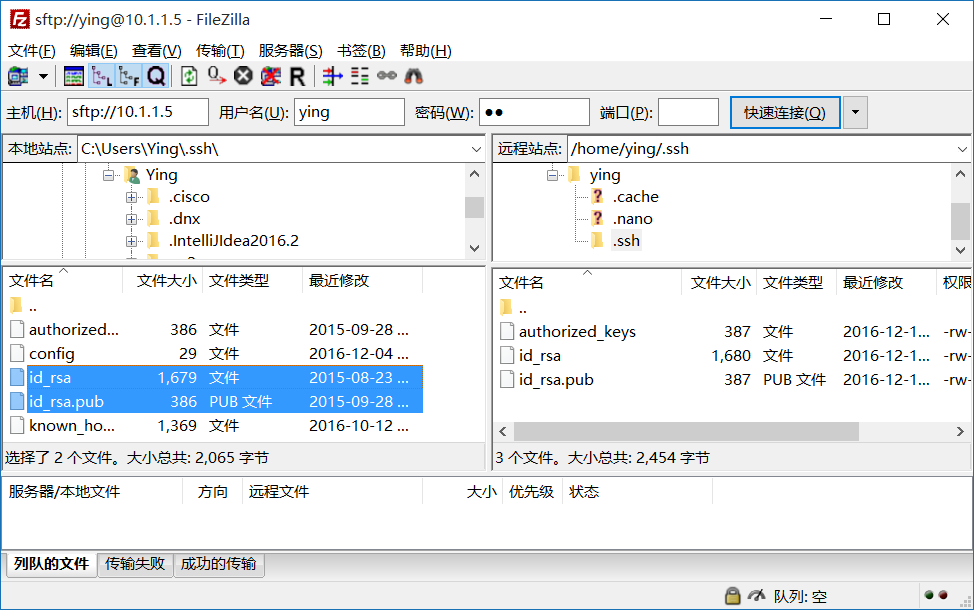 sftp://ying@10.1.1.5 - FileZilla
文件(F) 编辑(E) 查看(V) 传输(T) 服务器(S) 书签(B) 帮助(H)
主机(H): sftp://10.1.1.5 用户名(U): ying 密码(W): ●● 端口(P): 快速连接(Q)
本地站点: C:\Users\Ying\.ssh\
Ying
.cisco
.dnx
.IntelliJIdea2016.2
文件名 文件大小 文件类型 最近修改
..
authorized... 386 文件 2015-09-28 ...
config 29 文件 2016-12-04 ...
id_rsa 1,679 文件 2015-08-23 ...
id_rsa.pub 386 PUB 文件 2015-09-28 ...
known_ho... 1,369 文件 2016-10-12 ...
选择了 2 个文件。大小总共: 2,065 字节
远程站点: /home/ying/.ssh
ying
.cache
.nano
.ssh
文件名 文件大小 文件类型 最近修改 权限
..
authorized_keys 387 文件 2016-12-1... -rw-
id_rsa 1,680 文件 2016-12-1... -rw-
id_rsa.pub 387 PUB 文件 2016-12-1... -rw-
3 个文件。大小总共: 2,454 字节
服务器/本地文件 方向 远程文件 大小 优先级 状态
列队的文件 传输失败 成功的传输
队列: 空